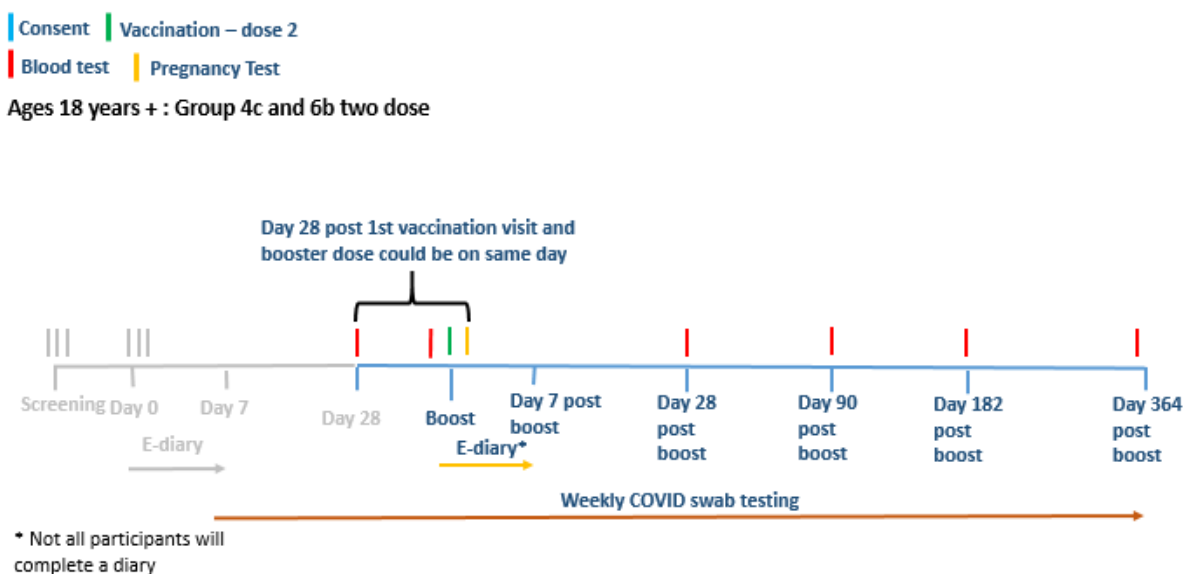 Consent Vaccination – dose 2
Blood test Pregnancy Test
Ages 18 years + : Group 4c and 6b two dose
Day 28 post 1st vaccination visit and
booster dose could be on same day
Screening Day 0 Day 7 Day 28 Boost Day 7 post Day 28 Day 90 Day 182 Day 364
boost post post post post
boost boost boost boost
E-diary E-diary*
Weekly COVID swab testing
* Not all participants will
complete a diary